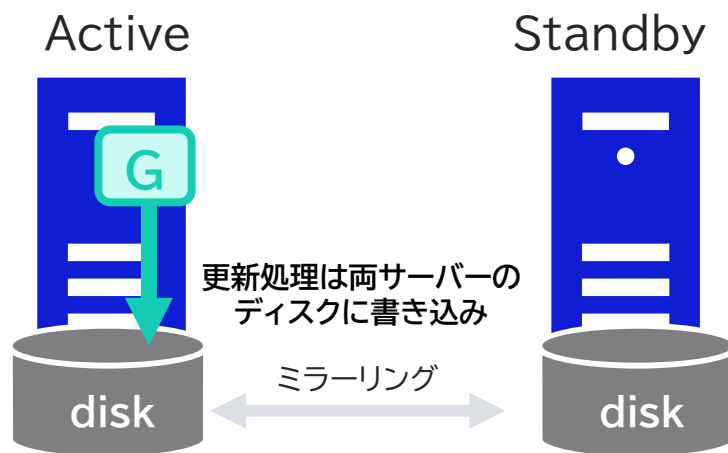 Active
Standby
G
更新処理は両サーバーの
ディスクに書き込み
ミラーリング
disk
disk